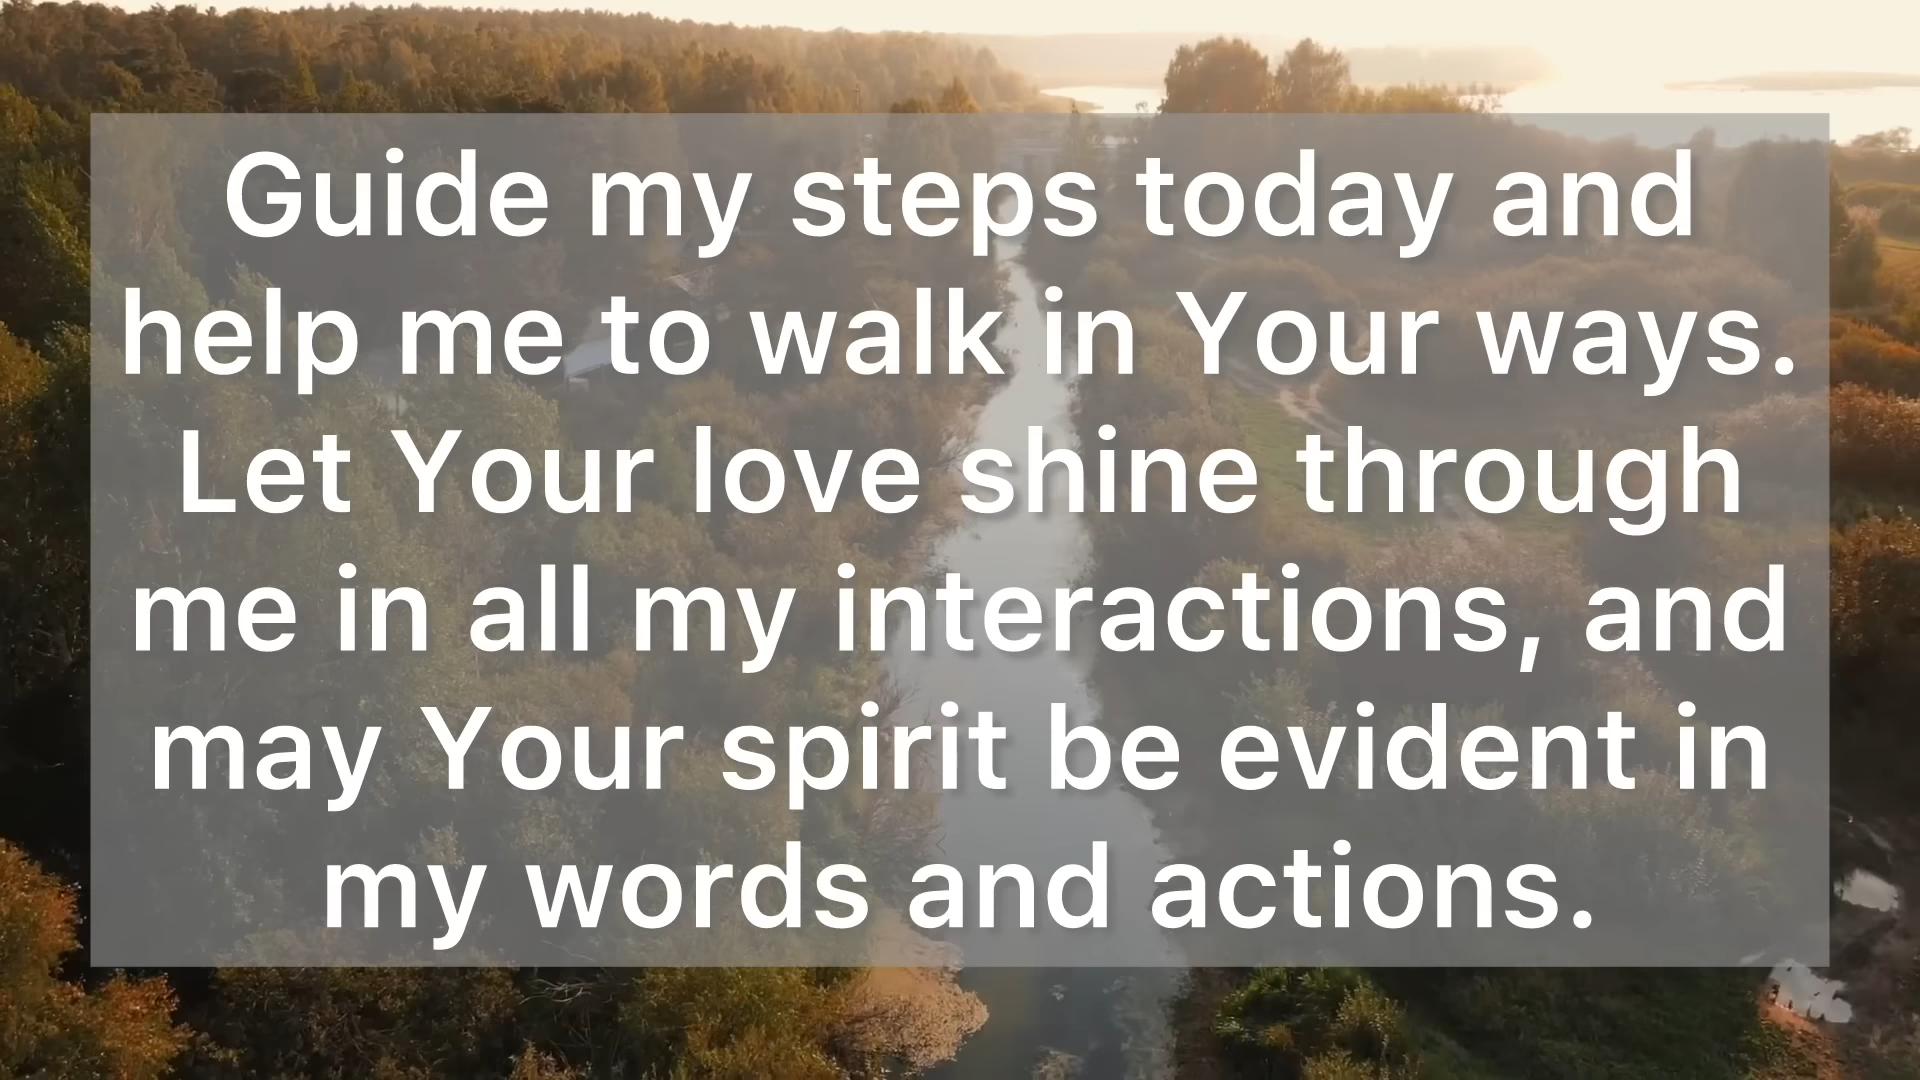 Guide my steps today and
help me to walk in Your ways.
Let Your love shine through
me in all my interactions, and
may Your spirit be evident in
my words and actions.